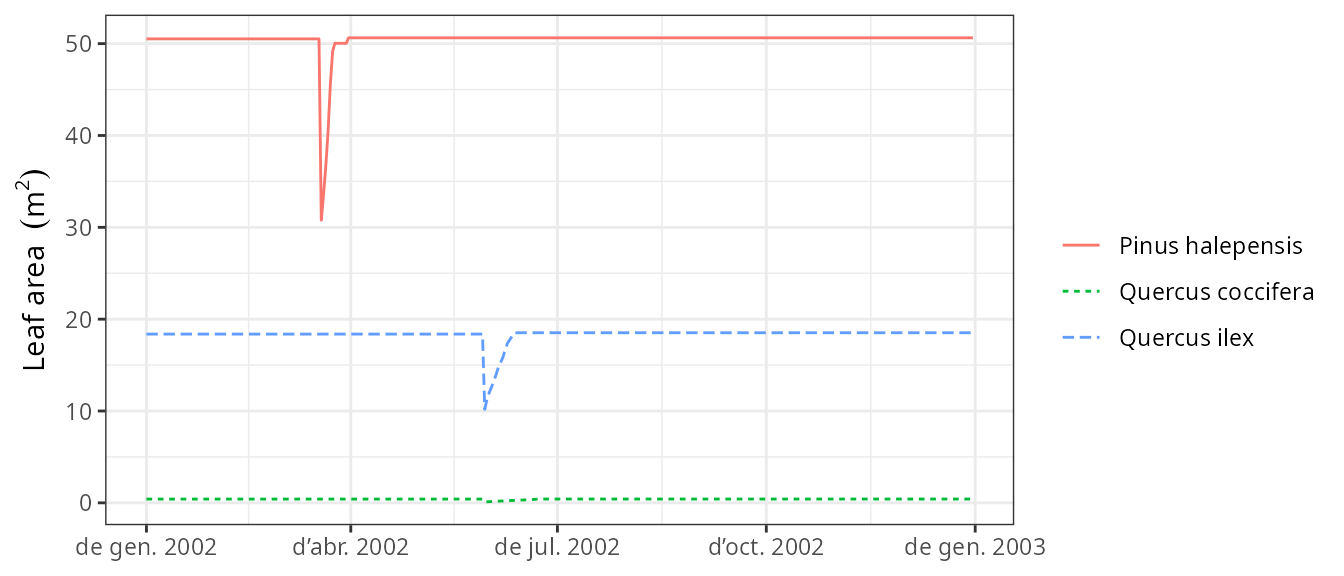 Leaf area (m²)
50
40
30
20
10
0
de gen. 2002 d’abr. 2002 de jul. 2002 d’oct. 2002 de gen. 2003
Pinus halepensis
Quercus coccifera
Quercus ilex